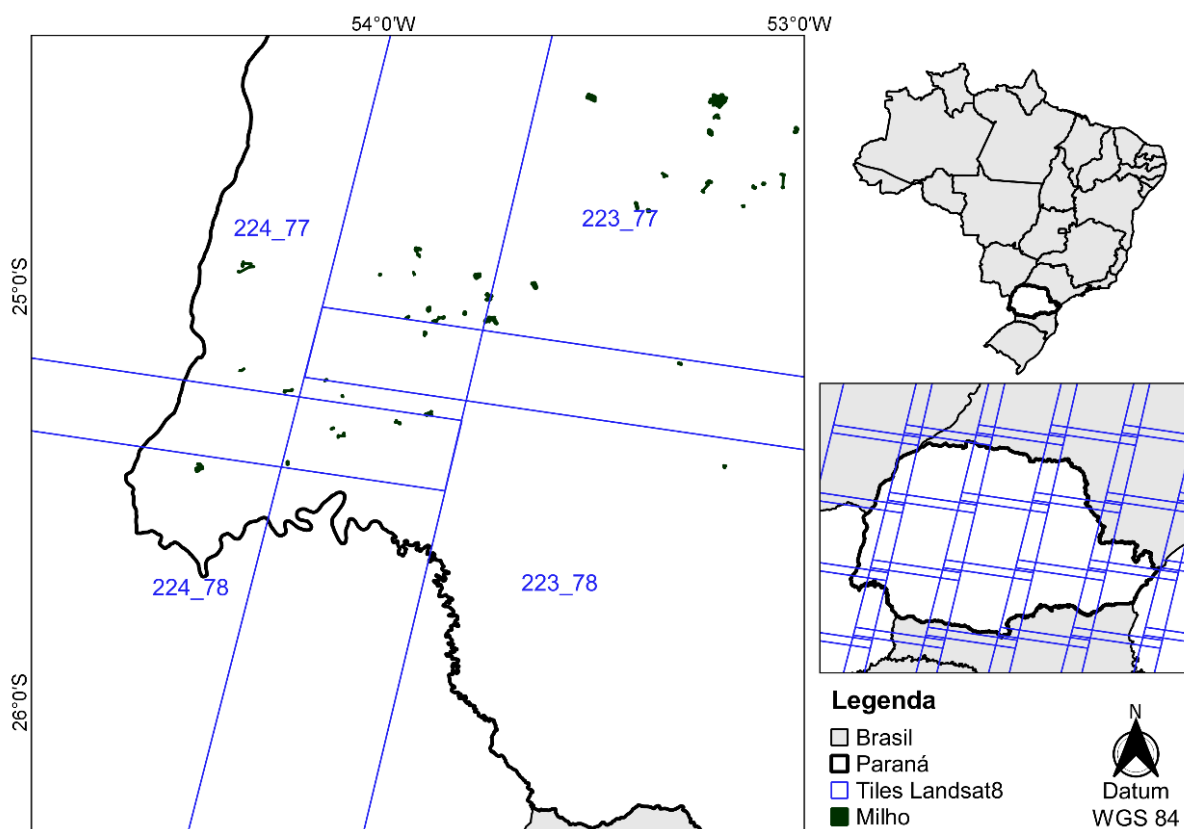 54°0'W
53°0'W
224_77
223_77
25°0'S
224_78
223_78
26°0'S
Legenda
Brasil
Paraná
Tiles Landsat8
Milho
N
Datum
WGS 84